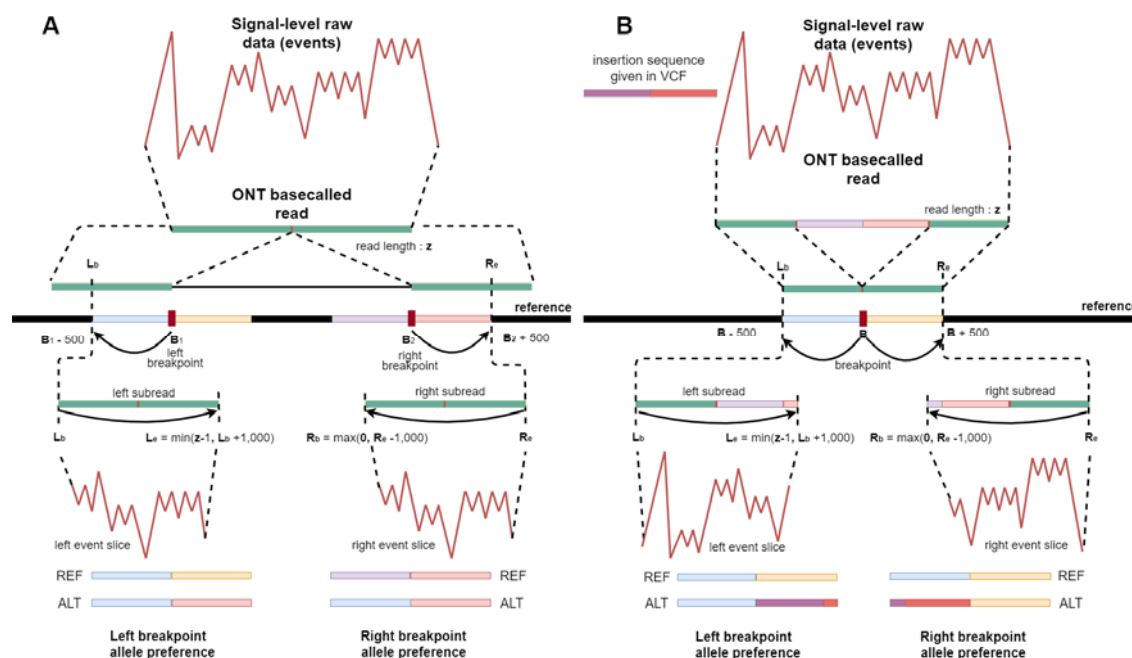 A
Signal-level raw
data (events)
ONT basecalled
read
read length : z
Lb
Re
reference
B1 - 500
B1
left
breakpoint
B2
right
breakpoint
B2 + 500
left subread
right subread
Lb
Le = min(z-1, Lb +1,000)
Rb = max(0, Re -1,000)
Re
left event slice
right event slice
REF
REF
ALT
ALT
Left breakpoint
allele preference
Right breakpoint
allele preference
B
Signal-level raw
data (events)
insertion sequence
given in VCF
ONT basecalled
read
read length : z
Lb
Re
reference
B - 500
B
B + 500
breakpoint
left subread
right subread
Lb
Le = min(z-1, Lb +1,000)
Rb = max(0, Re -1,000)
Re
left event slice
right event slice
REF
REF
ALT
ALT
Left breakpoint
allele preference
Right breakpoint
allele preference